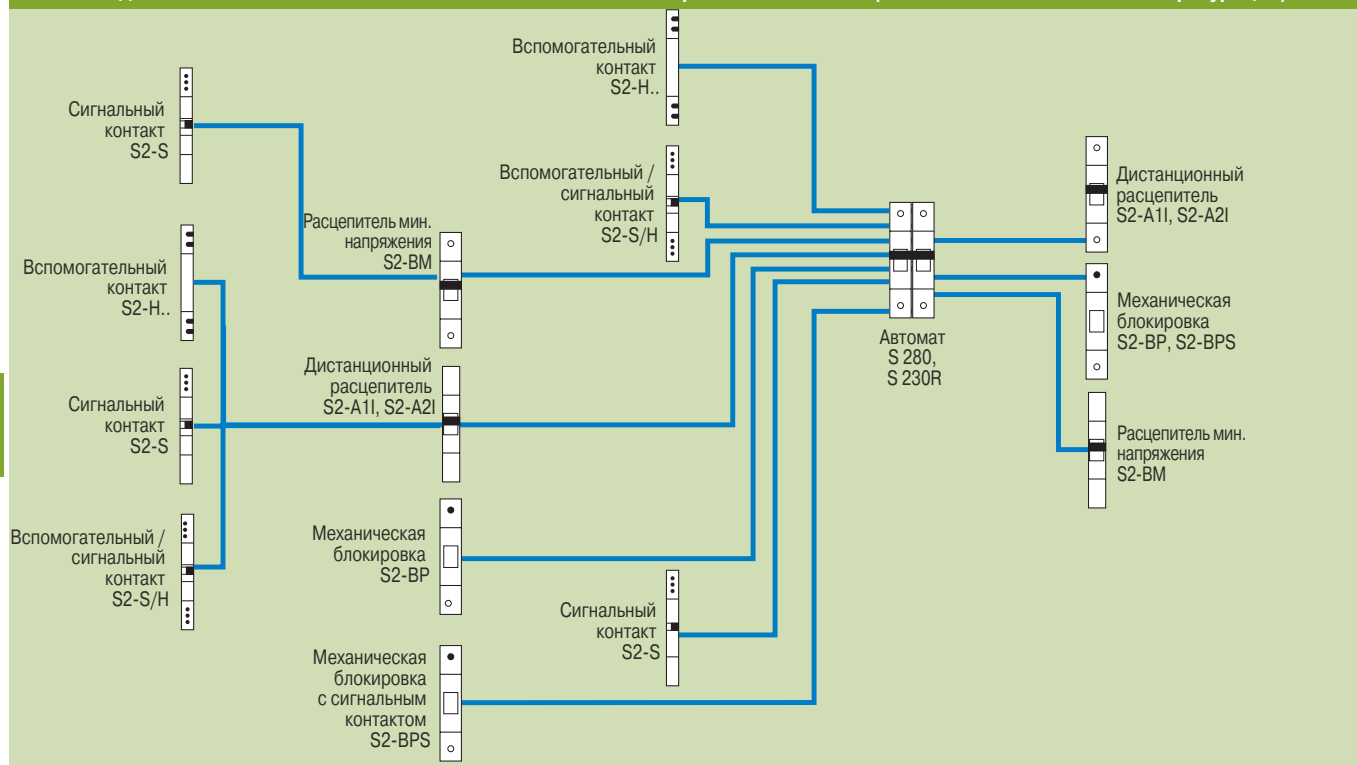 Вспомогательный
контакт
S2-H..
Сигнальный
контакт
S2-S
Вспомогательный /
сигнальный
контакт
S2-S/H
Дистанционный
расцепитель
S2-A1I, S2-A2I
Расцепитель мин.
напряжения
S2-BM
Вспомогательный
контакт
S2-H..
Механическая
блокировка
S2-BP, S2-BPS
Автомат
S 280,
S 230R
Дистанционный
расцепитель
S2-A1I, S2-A2I
Сигнальный
контакт
S2-S
Расцепитель мин.
напряжения
S2-BM
Вспомогательный /
сигнальный
контакт
S2-S/H
Механическая
блокировка
S2-BP
Сигнальный
контакт
S2-S
Механическая
блокировка
с сигнальным
контактом
S2-BPS